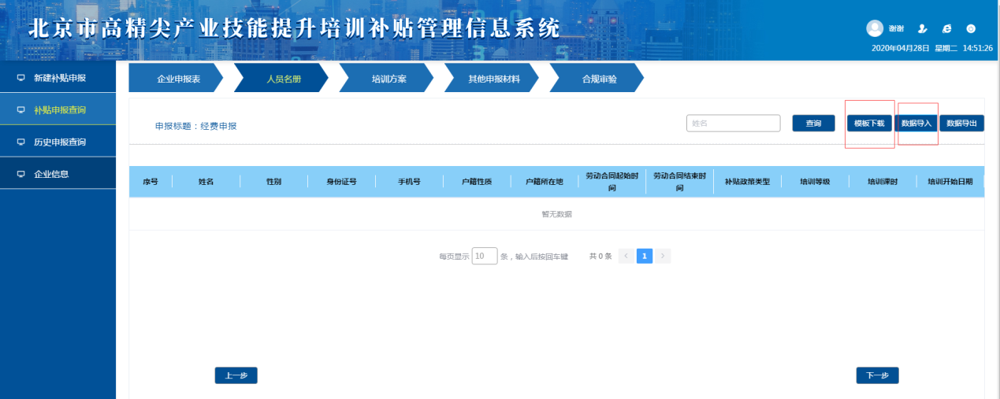 北京市高精尖产业技能提升培训补贴管理信息系统
谢谢
2020年04月28日 星期二 14:51:26
新建补贴申报
补贴申报查询
历史申报查询
企业信息
企业申报表 人员名册 培训方案 其他申报材料 合规审验
申报标题：经费申报
姓名 查询 模板下载 数据导入 数据导出
序号 姓名 性别 身份证号 手机号 户籍性质 户籍所在地 劳动合同起始时间 劳动合同结束时间 补贴政策类型 培训等级 培训课时 培训开始日期
暂无数据
每页显示 10 条，输入后按回车键 共 0 条 < 1 >
上一步 下一步